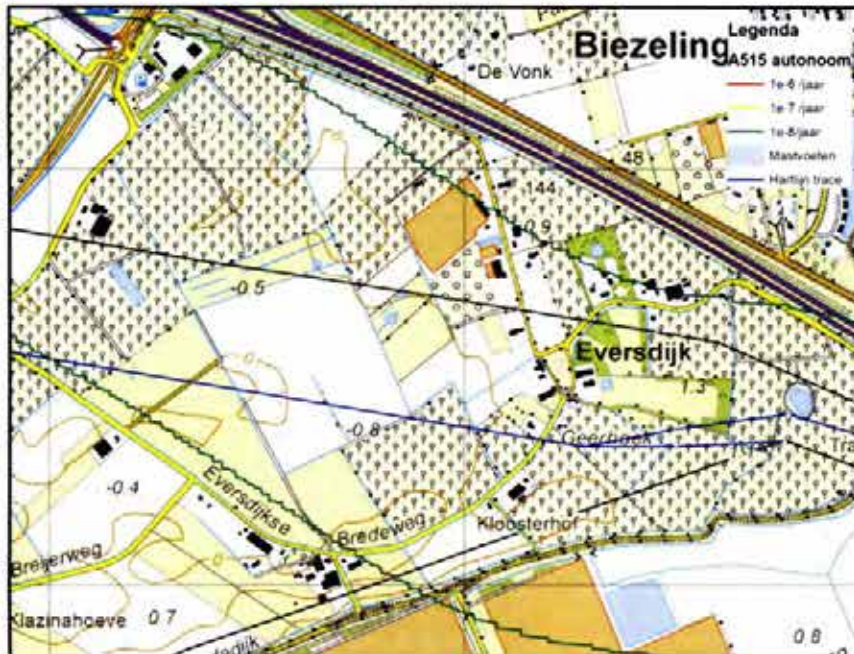 Biezeling
Legenda
A515 autonoom
1e-6 /jaar
1e-7 /jaar
1e-8/jaar
Mastvoeten
Hartlijn trace
De Vonk
48
144
-0.9
-0.5
Eversdijk
1.3
-0.8
Geerhoek
Tra
-0.4
Eversdijkse
Bredeweg
Kloosterhof
Breijerweg
Klazinahoeve
0.7
0.8